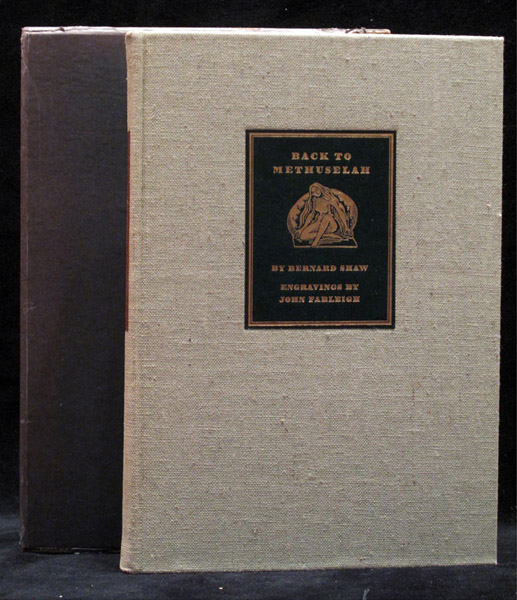 BACK TO
METHUSELAH
BY BERNARD SHAW
ENGRAVINGS BY
JOHN FARLEIGH